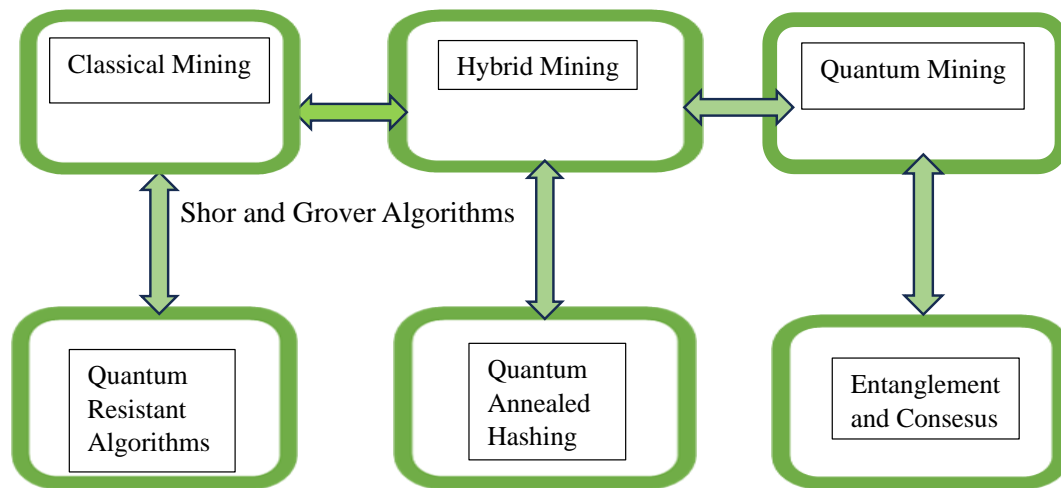 Classical Mining
Hybrid Mining
Quantum Mining
Shor and Grover Algorithms
Quantum
Resistant
Algorithms
Quantum
Annealed
Hashing
Entanglement
and Consesus